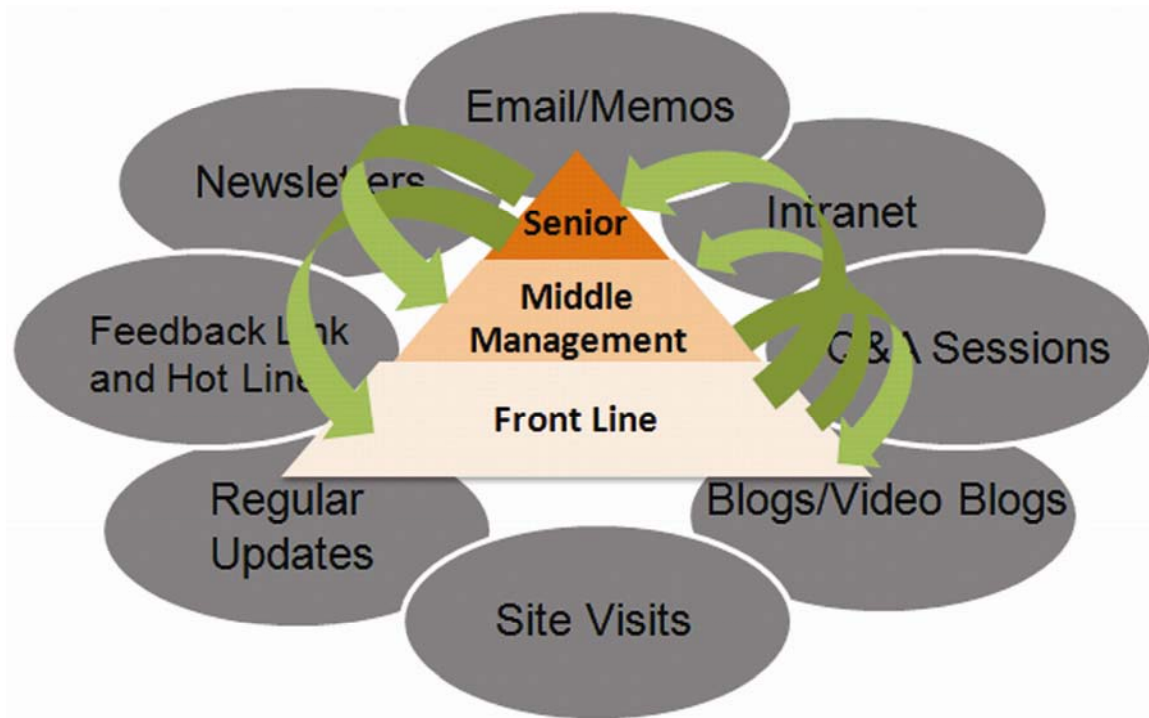 Email/Memos
Newsletters
Intranet
Senior
Middle
Management
Feedback Link
and Hot Line
Q&A Sessions
Front Line
Regular
Updates
Blogs/Video Blogs
Site Visits